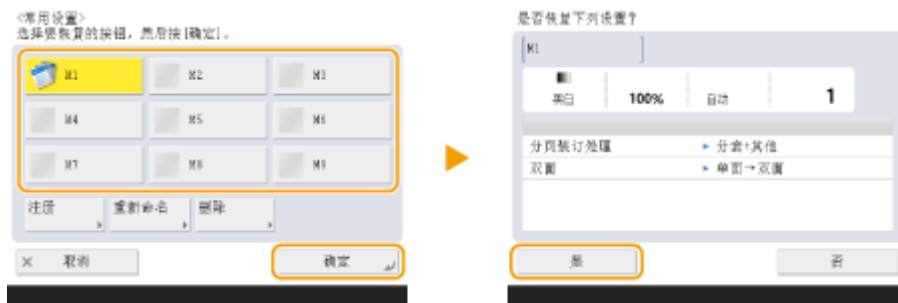 <常用设置>
选择要恢复的按钮，然后按[确定]。
M1 M2 M3
M4 M5 M6
M7 M8 M9
注册 重新命名 删除
× 取消 确定
是否恢复下列设置？
M1
黑白 100% 自动 1
分页装订处理 ▸ 分套+其他
双面 ▸ 单面→双面
是 否